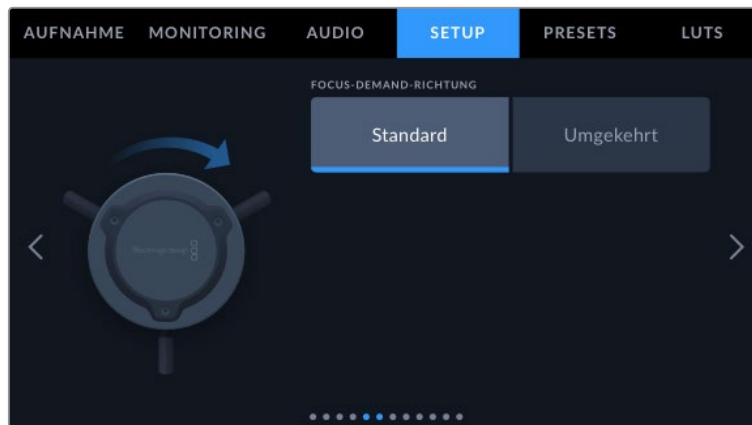 AUFNAHME MONITORING AUDIO SETUP PRESETS LUTS
FOCUS-DEMAND-RICHTUNG
Standard Umgekehrt